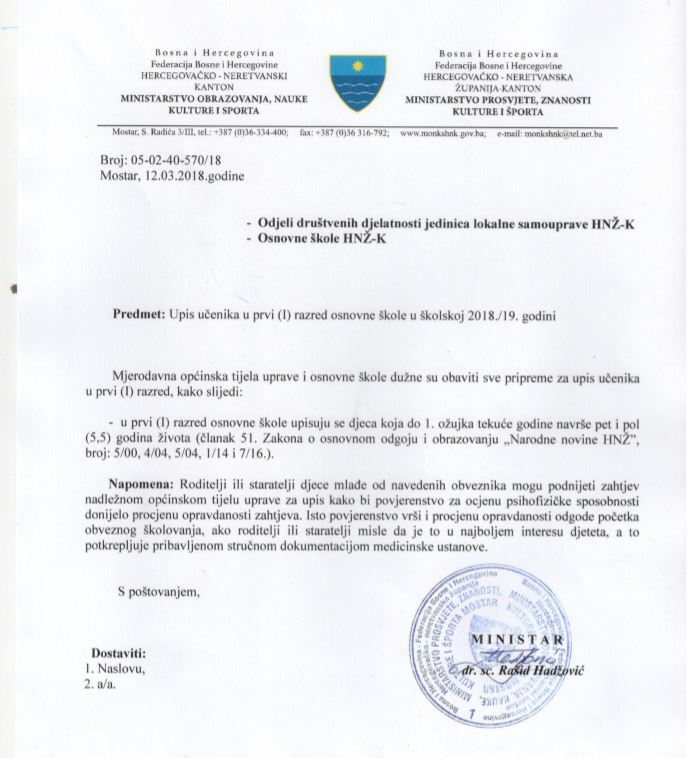 Bosna i Hercegovina
Federacija Bosne i Hercegovine
HERCEGOVAČKO - NERETVANSKI
KANTON
MINISTARSTVO OBRAZOVANJA, NAUKE
KULTURE I SPORTA
Bosna i Hercegovina
Federacija Bosne i Hercegovine
HERCEGOVAČKO - NERETVANSKA
ŽUPANIJA-KANTON
MINISTARSTVO PROSVJETE, ZNANOSTI
KULTURE I ŠPORTA
Mostar, S. Radića 3/III, tel.: +387 (0)36-334-400; fax: +387 (0)36 316-792; www.monkshnk.gov.ba; e-mail: monkshnk@tel.net.ba
Broj: 05-02-40-570/18
Mostar, 12.03.2018.godine
- Odjeli društvenih djelatnosti jedinica lokalne samouprave HNŽ-K
- Osnovne škole HNŽ-K
Predmet: Upis učenika u prvi (I) razred osnovne škole u školskoj 2018./19. godini
Mjerodavna općinska tijela uprave i osnovne škole dužne su obaviti sve pripreme za upis učenika
u prvi (I) razred, kako slijedi:
- u prvi (I) razred osnovne škole upisuju se djeca koja do 1. ožujka tekuće godine navrše pet i pol
(5,5) godina života (članak 51. Zakona o osnovnom odgoju i obrazovanju „Narodne novine HNŽ”,
broj: 5/00, 4/04, 5/04, 1/14 i 7/16.).
Napomena: Roditelji ili staratelji djece mlađe od navedenih obveznika mogu podnijeti zahtjev
nadležnom općinskom tijelu uprave za upis kako bi povjerenstvo za ocjenu psihofizičke sposobnosti
donijelo procjenu opravdanosti zahtjeva. Isto povjerenstvo vrši i procjenu opravdanosti odgode početka
obveznog školovanja, ako roditelji ili staratelji misle da je to u najboljem interesu djeteta, a to
potkrepljuje pribavljenom stručnom dokumentacijom medicinske ustanove.
S poštovanjem,
Dostaviti:
1. Naslovu,
2. a/a.
MINISTAR
dr. sc. Rašid Hadžović